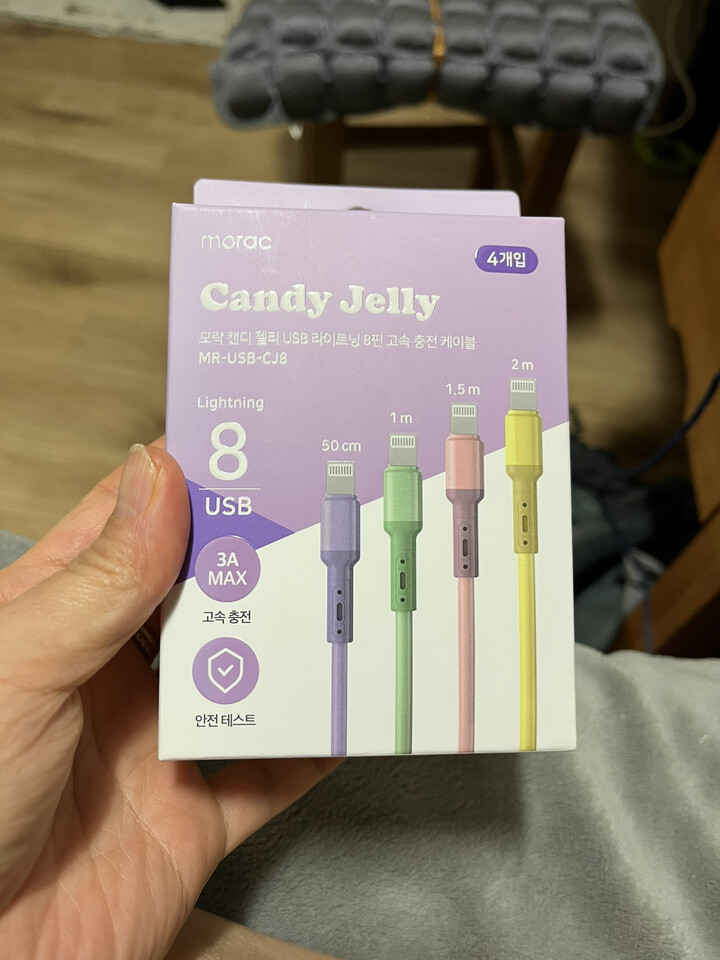 morac
4개입
Candy Jelly
모락 캔디 젤리 USB 라이트닝 8핀 고속 충전 케이블
MR-USB-CJ8
Lightning
8
USB
3A
MAX
고속 충전
안전 테스트
50 cm
1 m
1.5 m
2 m